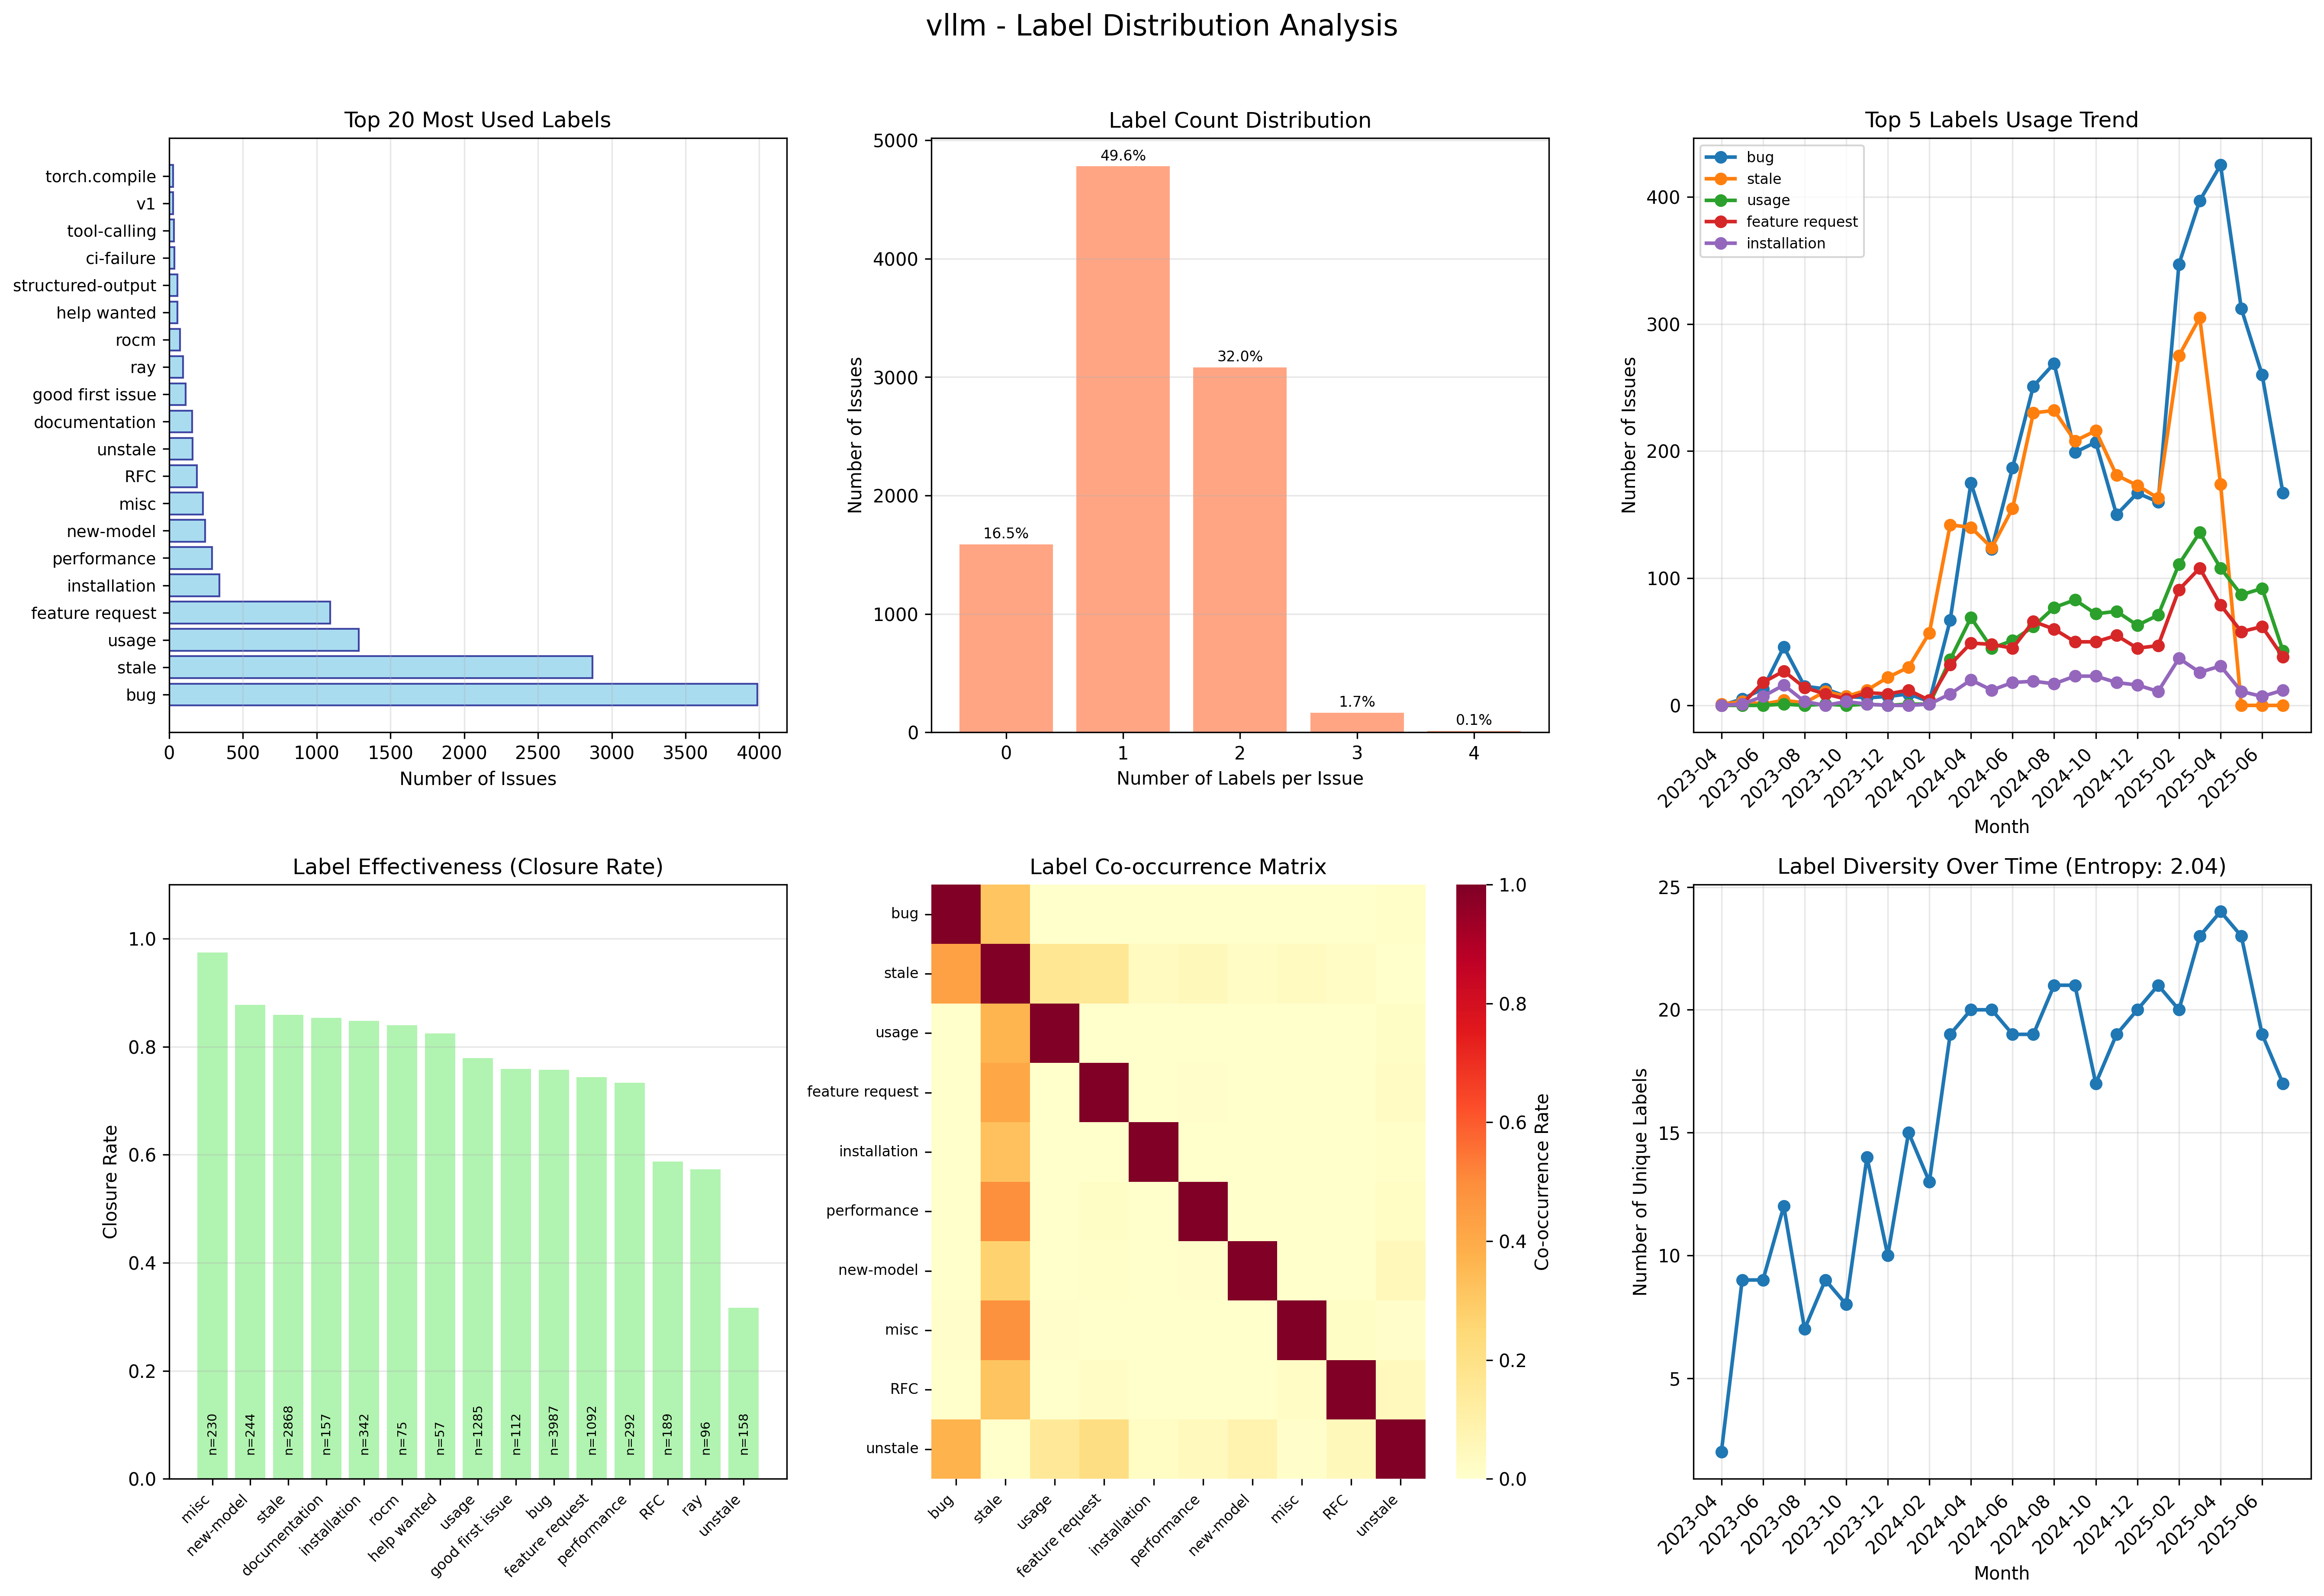 vllm - Label Distribution Analysis
Top 20 Most Used Labels
torch.compile
v1
tool-calling
ci-failure
structured-output
help wanted
rocm
ray
good first issue
documentation
unstale
RFC
misc
new-model
performance
installation
feature request
usage
stale
bug
0 500 1000 1500 2000 2500 3000 3500 4000
Number of Issues
Label Count Distribution
Number of Issues
5000
4000
3000
2000
1000
0
16.5%
49.6%
32.0%
1.7%
0.1%
0 1 2 3 4
Number of Labels per Issue
Top 5 Labels Usage Trend
bug
stale
usage
feature request
installation
Number of Issues
400
300
200
100
0
2023-04 2023-06 2023-08 2023-10 2023-12 2024-02 2024-04 2024-06 2024-08 2024-10 2024-12 2025-02 2025-04 2025-06
Month
Label Effectiveness (Closure Rate)
Closure Rate
1.0
0.8
0.6
0.4
0.2
0.0
n=230 n=244 n=2868 n=157 n=342 n=75 n=57 n=1285 n=112 n=3987 n=1092 n=292 n=189 n=96 n=158
misc new-model stale documentation installation rocm help wanted usage good first issue bug feature request performance RFC ray unstale
Label Co-occurrence Matrix
bug
stale
usage
feature request
installation
performance
new-model
misc
RFC
unstale
bug stale usage feature request installation performance new-model misc RFC unstale
1.0
0.8
0.6
0.4
0.2
0.0
Co-occurrence Rate
Label Diversity Over Time (Entropy: 2.04)
Number of Unique Labels
25
20
15
10
5
2023-04 2023-06 2023-08 2023-10 2023-12 2024-02 2024-04 2024-06 2024-08 2024-10 2024-12 2025-02 2025-04 2025-06
Month